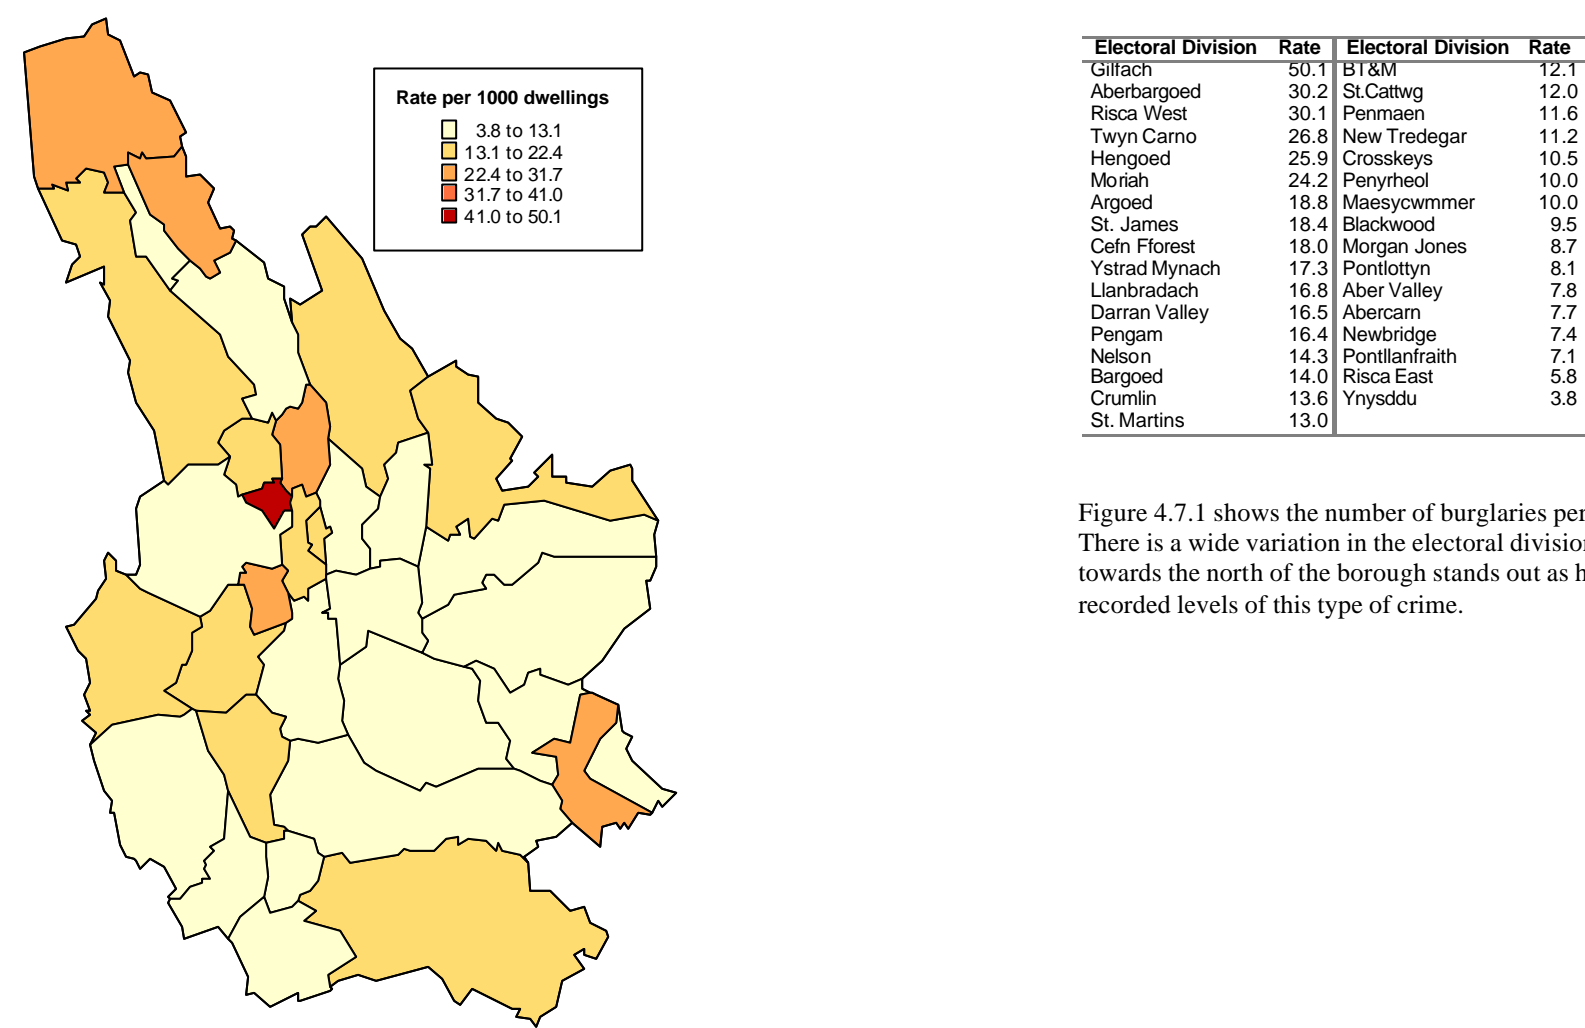 Rate per 1000 dwellings
3.8 to 13.1
13.1 to 22.4
22.4 to 31.7
31.7 to 41.0
41.0 to 50.1
Electoral Division Rate Electoral Division Rate
Gilfach 50.1 BT&M 12.1
Aberbargoed 30.2 St.Cattwg 12.0
Risca West 30.1 Penmaen 11.6
Twyn Carno 26.8 New Tredegar 11.2
Hengoed 25.9 Crosskeys 10.5
Moriah 24.2 Penyrheol 10.0
Argoed 18.8 Maesycwmmer 10.0
St. James 18.4 Blackwood 9.5
Cefn Fforest 18.0 Morgan Jones 8.7
Ystrad Mynach 17.3 Pontlottyn 8.1
Llanbradach 16.8 Aber Valley 7.8
Darran Valley 16.5 Abercarn 7.7
Pengam 16.4 Newbridge 7.4
Nelson 14.3 Pontllanfraith 7.1
Bargoed 14.0 Risca East 5.8
Crumlin 13.6 Ynysddu 3.8
St. Martins 13.0
Figure 4.7.1 shows the number of burglaries per
There is a wide variation in the electoral division
towards the north of the borough stands out as h
recorded levels of this type of crime.